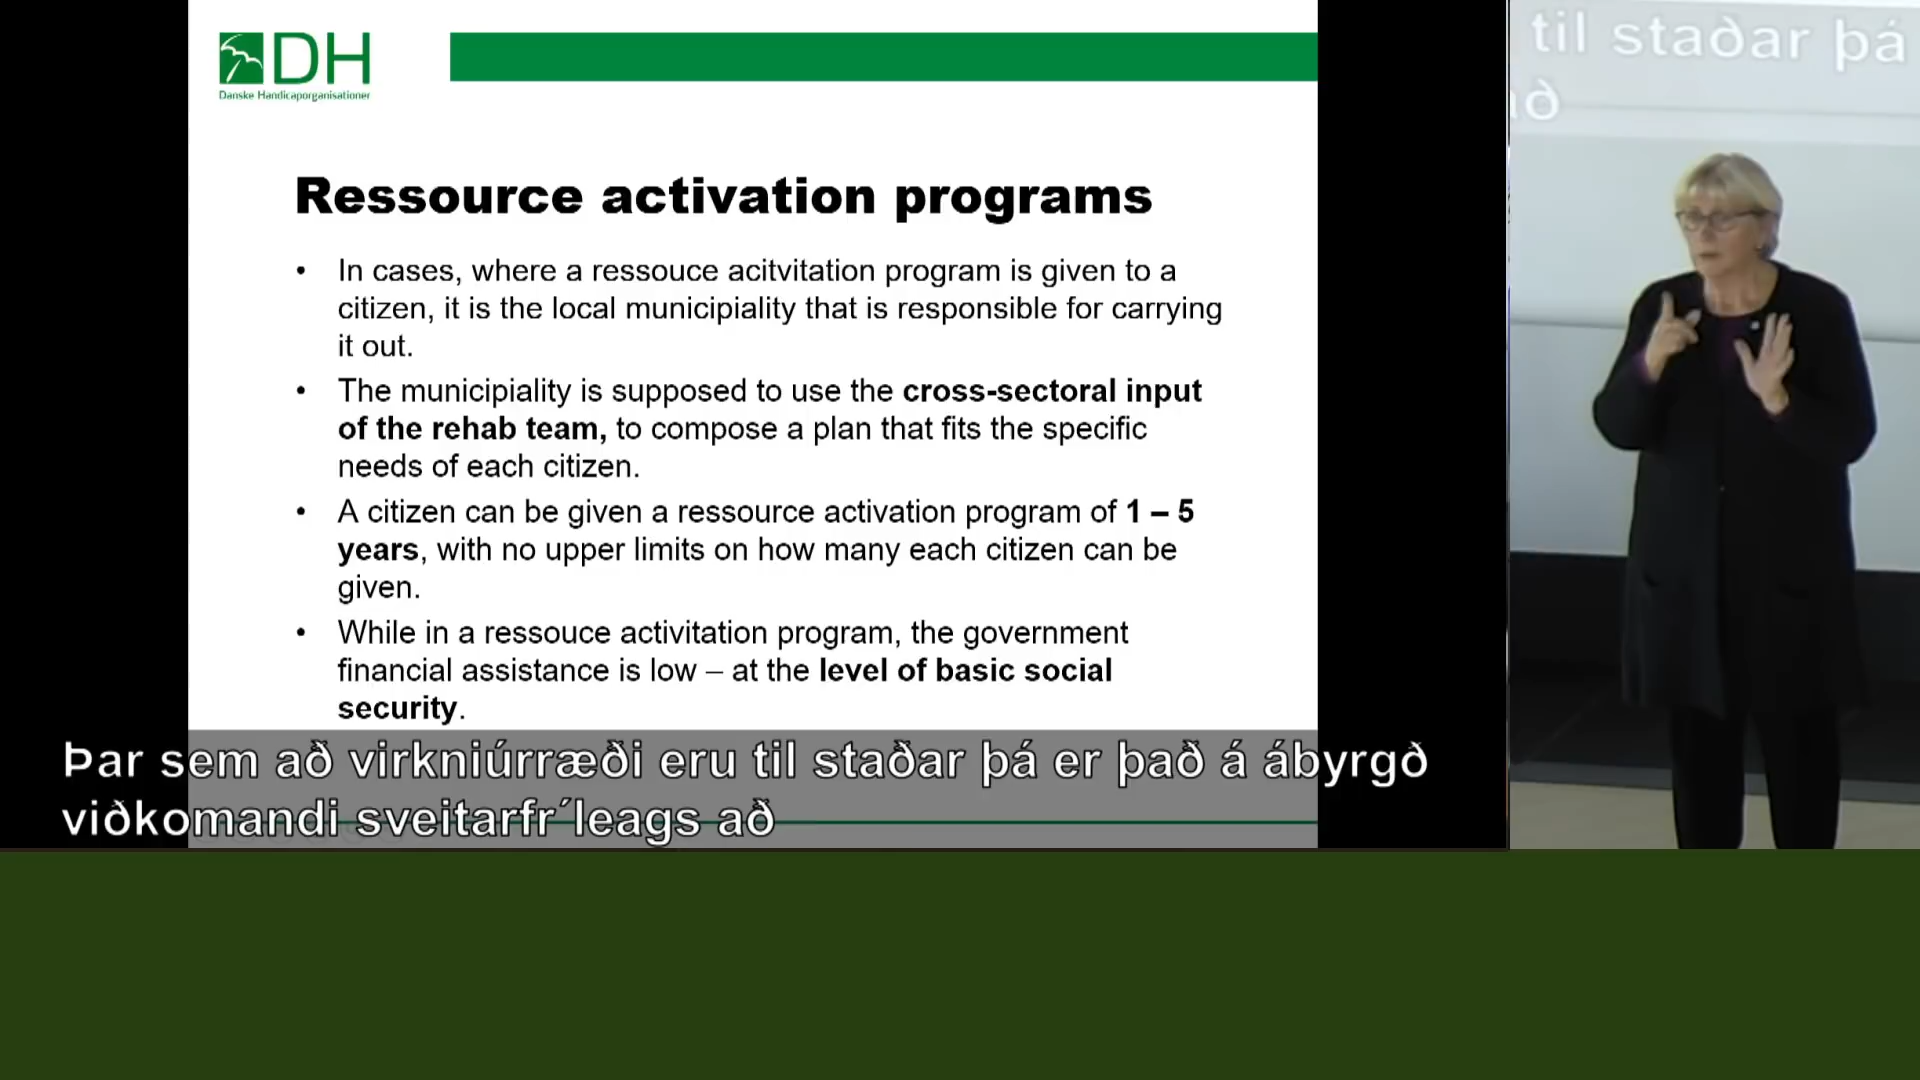 DH
Danske Handicaporganisationer
Ressource activation programs
• In cases, where a ressouce acitvitation program is given to a
citizen, it is the local municipiality that is responsible for carrying
it out.
• The municipiality is supposed to use the cross-sectoral input
of the rehab team, to compose a plan that fits the specific
needs of each citizen.
• A citizen can be given a ressource activation program of 1 – 5
years, with no upper limits on how many each citizen can be
given.
• While in a ressouce activitation program, the government
financial assistance is low – at the level of basic social
security.
Þar sem að virkniúrræði eru til staðar þá er það á ábyrgð
viðkomandi sveitarfr´leags að
til staðar þá
að